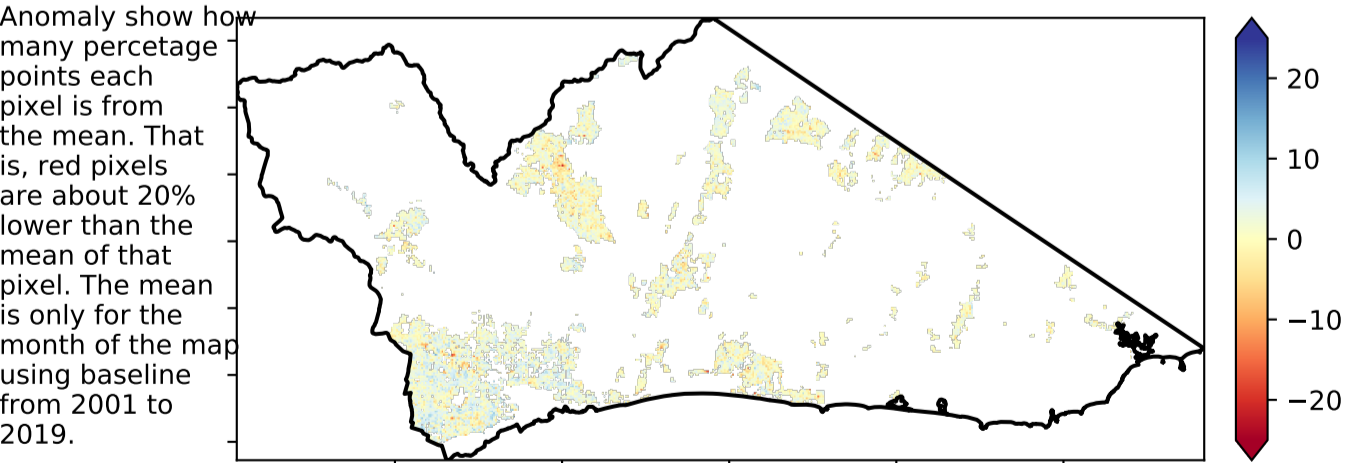 Anomaly show how
many percetage
points each
pixel is from
the mean. That
is, red pixels
are about 20%
lower than the
mean of that
pixel. The mean
is only for the
month of the map
using baseline
from 2001 to
2019.
20
10
0
−10
−20